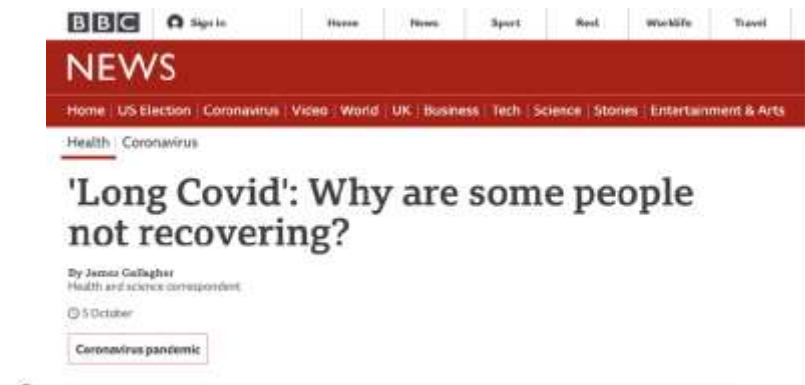 BBC Sign in Home News Sport Reel Worklife Travel
NEWS
Home US Election Coronavirus Video World UK Business Tech Science Stories Entertainment & Arts
Health Coronavirus
'Long Covid': Why are some people
not recovering?
By James Gallagher
Health and science correspondent
5 October
Coronavirus pandemic